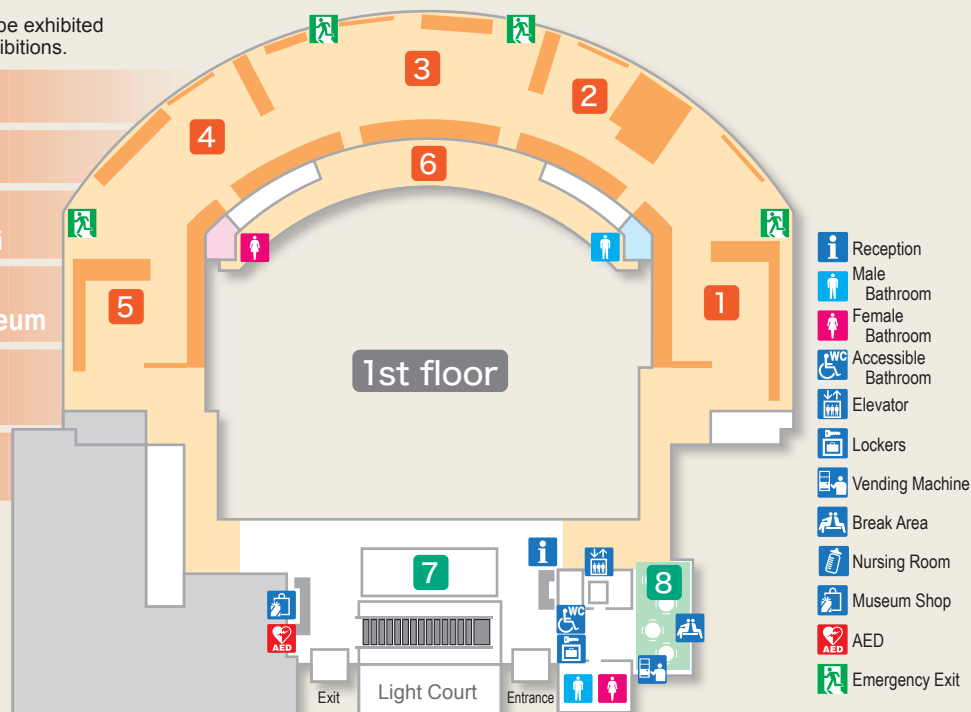 be exhibited
ibitions.
3
2
4
6
i
5
1
eum
1st floor
Reception
Male
Bathroom
Female
Bathroom
WC
Accessible
Bathroom
Elevator
Lockers
Vending Machine
Break Area
Nursing Room
Museum Shop
AED
AED
Emergency Exit
7
8
WC
AED
Exit
Light Court
Entrance